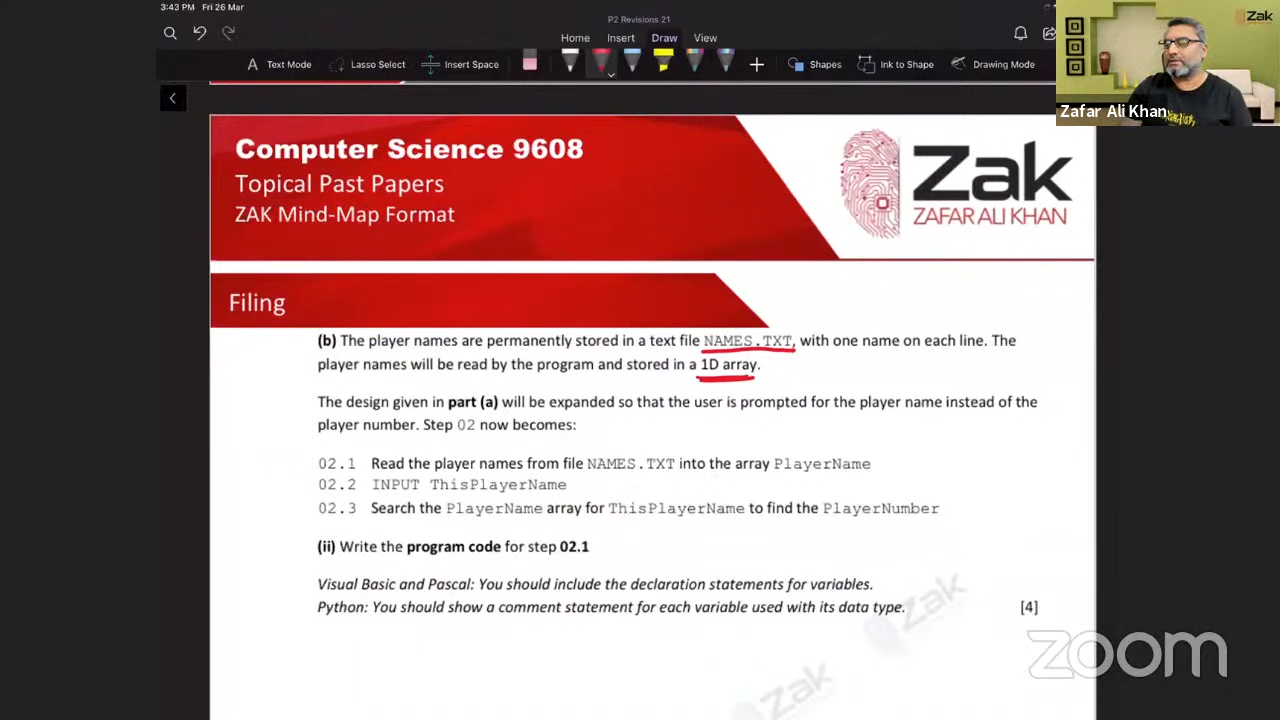 3:43 PM Fri 26 Mar
P2 Revisions 21
Home Insert Draw View
Text Mode Lasso Select Insert Space Shapes Ink to Shape Drawing Mode
Zak
Zafar Ali Khan
Computer Science 9608
Topical Past Papers
ZAK Mind-Map Format
Zak
ZAFAR ALI KHAN
Filing
(b) The player names are permanently stored in a text file NAMES.TXT, with one name on each line. The
player names will be read by the program and stored in a 1D array.
The design given in part (a) will be expanded so that the user is prompted for the player name instead of the
player number. Step 02 now becomes:
02.1 Read the player names from file NAMES.TXT into the array PlayerName
02.2 INPUT ThisPlayerName
02.3 Search the PlayerName array for ThisPlayerName to find the PlayerNumber
(ii) Write the program code for step 02.1
Visual Basic and Pascal: You should include the declaration statements for variables.
Python: You should show a comment statement for each variable used with its data type. [4]
Zak
zoom
Zak